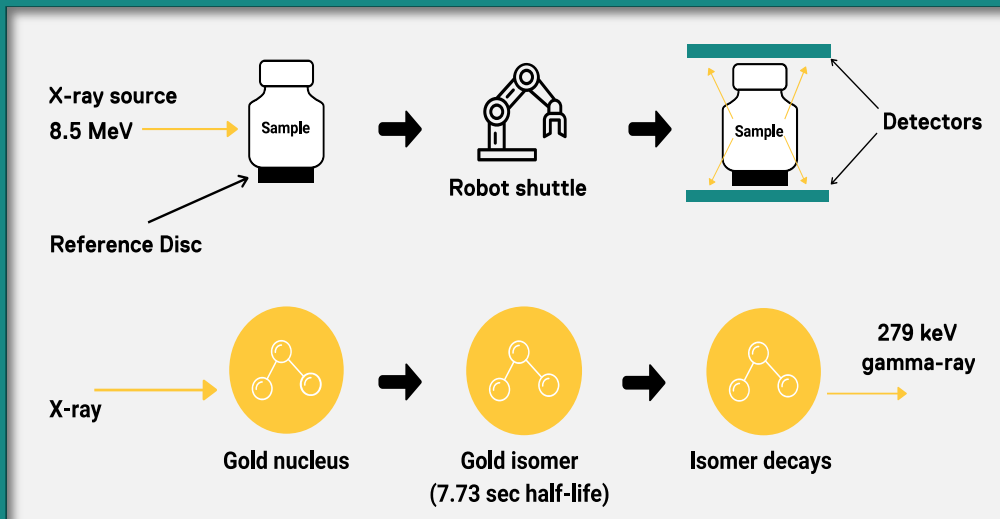 X-ray source
8.5 MeV
Sample
Reference Disc
Robot shuttle
Sample
Detectors
X-ray
Gold nucleus
Gold isomer
(7.73 sec half-life)
Isomer decays
279 keV
gamma-ray